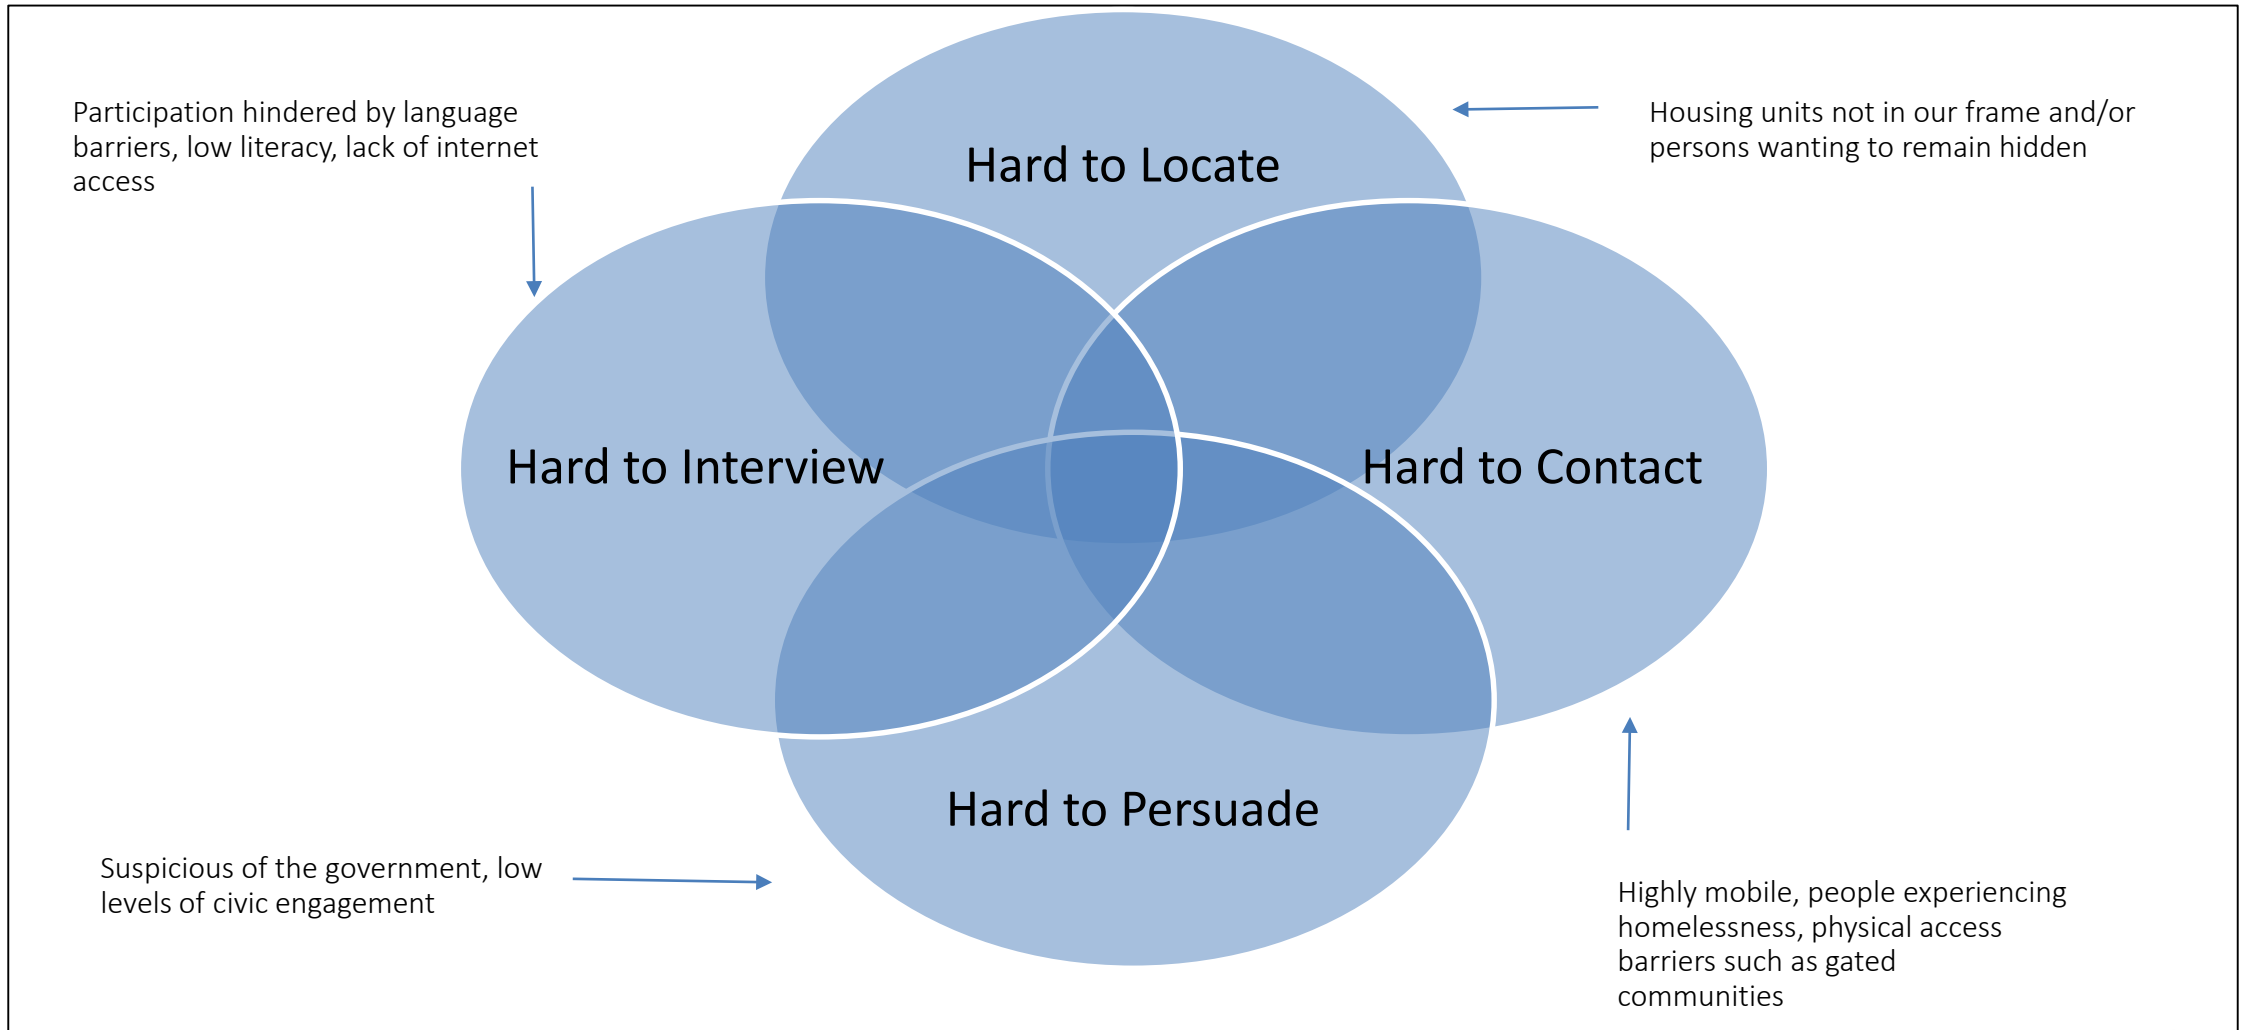 Participation hindered by language
barriers, low literacy, lack of internet
access
Housing units not in our frame and/or
persons wanting to remain hidden
Hard to Locate
Hard to Interview
Hard to Contact
Hard to Persuade
Suspicious of the government, low
levels of civic engagement
Highly mobile, people experiencing
homelessness, physical access
barriers such as gated
communities